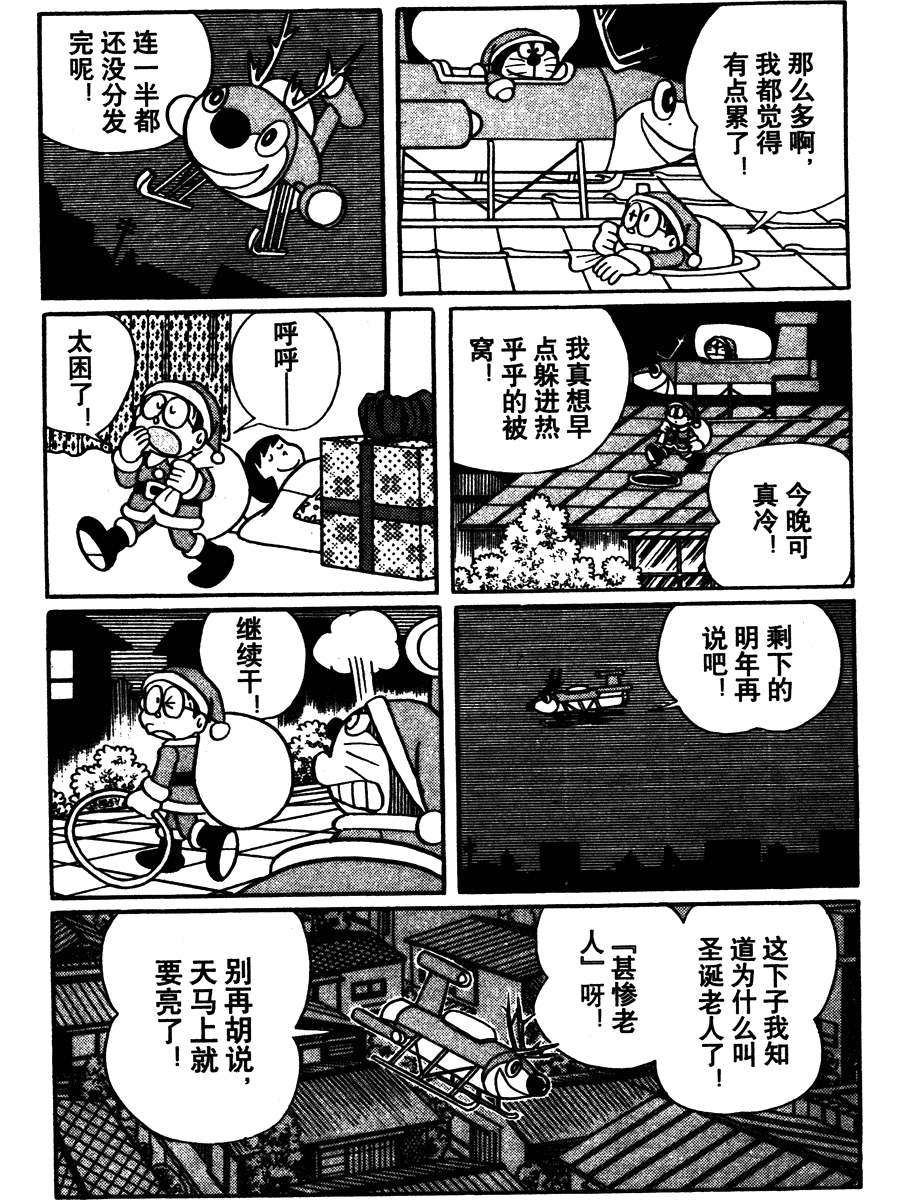 那么多啊，
我都觉得
有点累了！
连一半都
还没分发
完呢！
我真想早
点躲进热
乎乎的被
窝！
今晚可
真冷！
呼呼——
太困了！
剩下的
明年再
说吧！
继续干！
这下子我知
道为什么叫
圣诞老人了！
『甚惨老
人』呀！
别再胡说，
天马上就
要亮了！